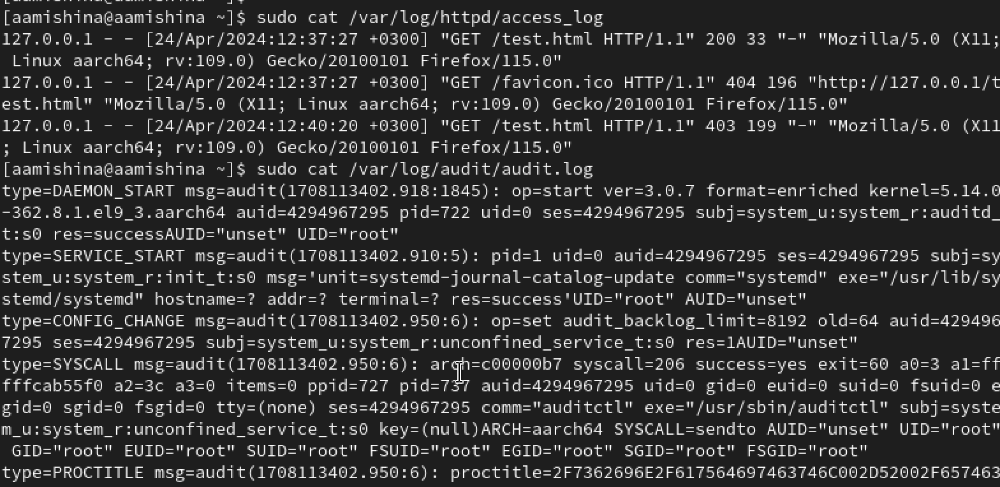 [aamishina@aamishina ~]$
[aamishina@aamishina ~]$ sudo cat /var/log/httpd/access_log
127.0.0.1 - - [24/Apr/2024:12:37:27 +0300] "GET /test.html HTTP/1.1" 200 33 "-" "Mozilla/5.0 (X11;
 Linux aarch64; rv:109.0) Gecko/20100101 Firefox/115.0"
127.0.0.1 - - [24/Apr/2024:12:37:27 +0300] "GET /favicon.ico HTTP/1.1" 404 196 "http://127.0.0.1/t
est.html" "Mozilla/5.0 (X11; Linux aarch64; rv:109.0) Gecko/20100101 Firefox/115.0"
127.0.0.1 - - [24/Apr/2024:12:40:20 +0300] "GET /test.html HTTP/1.1" 403 199 "-" "Mozilla/5.0 (X11
; Linux aarch64; rv:109.0) Gecko/20100101 Firefox/115.0"
[aamishina@aamishina ~]$ sudo cat /var/log/audit/audit.log
type=DAEMON_START msg=audit(1708113402.918:1845): op=start ver=3.0.7 format=enriched kernel=5.14.0
-362.8.1.el9_3.aarch64 auid=4294967295 pid=722 uid=0 ses=4294967295 subj=system_u:system_r:auditd_
t:s0 res=successAUID="unset" UID="root"
type=SERVICE_START msg=audit(1708113402.910:5): pid=1 uid=0 auid=4294967295 ses=4294967295 subj=sy
stem_u:system_r:init_t:s0 msg='unit=systemd-journal-catalog-update comm="systemd" exe="/usr/lib/sy
stemd/systemd" hostname=? addr=? terminal=? res=success'UID="root" AUID="unset"
type=CONFIG_CHANGE msg=audit(1708113402.950:6): op=set audit_backlog_limit=8192 old=64 auid=429496
7295 ses=4294967295 subj=system_u:system_r:unconfined_service_t:s0 res=1AUID="unset"
type=SYSCALL msg=audit(1708113402.950:6): arch=c00000b7 syscall=206 success=yes exit=60 a0=3 a1=ff
fffcab55f0 a2=3c a3=0 items=0 ppid=727 pid=737 auid=4294967295 uid=0 gid=0 euid=0 suid=0 fsuid=0 e
gid=0 sgid=0 fsgid=0 tty=(none) ses=4294967295 comm="auditctl" exe="/usr/sbin/auditctl" subj=syste
m_u:system_r:unconfined_service_t:s0 key=(null)ARCH=aarch64 SYSCALL=sendto AUID="unset" UID="root"
 GID="root" EUID="root" SUID="root" FSUID="root" EGID="root" SGID="root" FSGID="root"
type=PROCTITLE msg=audit(1708113402.950:6): proctitle=2F7362696E2F617564697463746C002D52002F657463